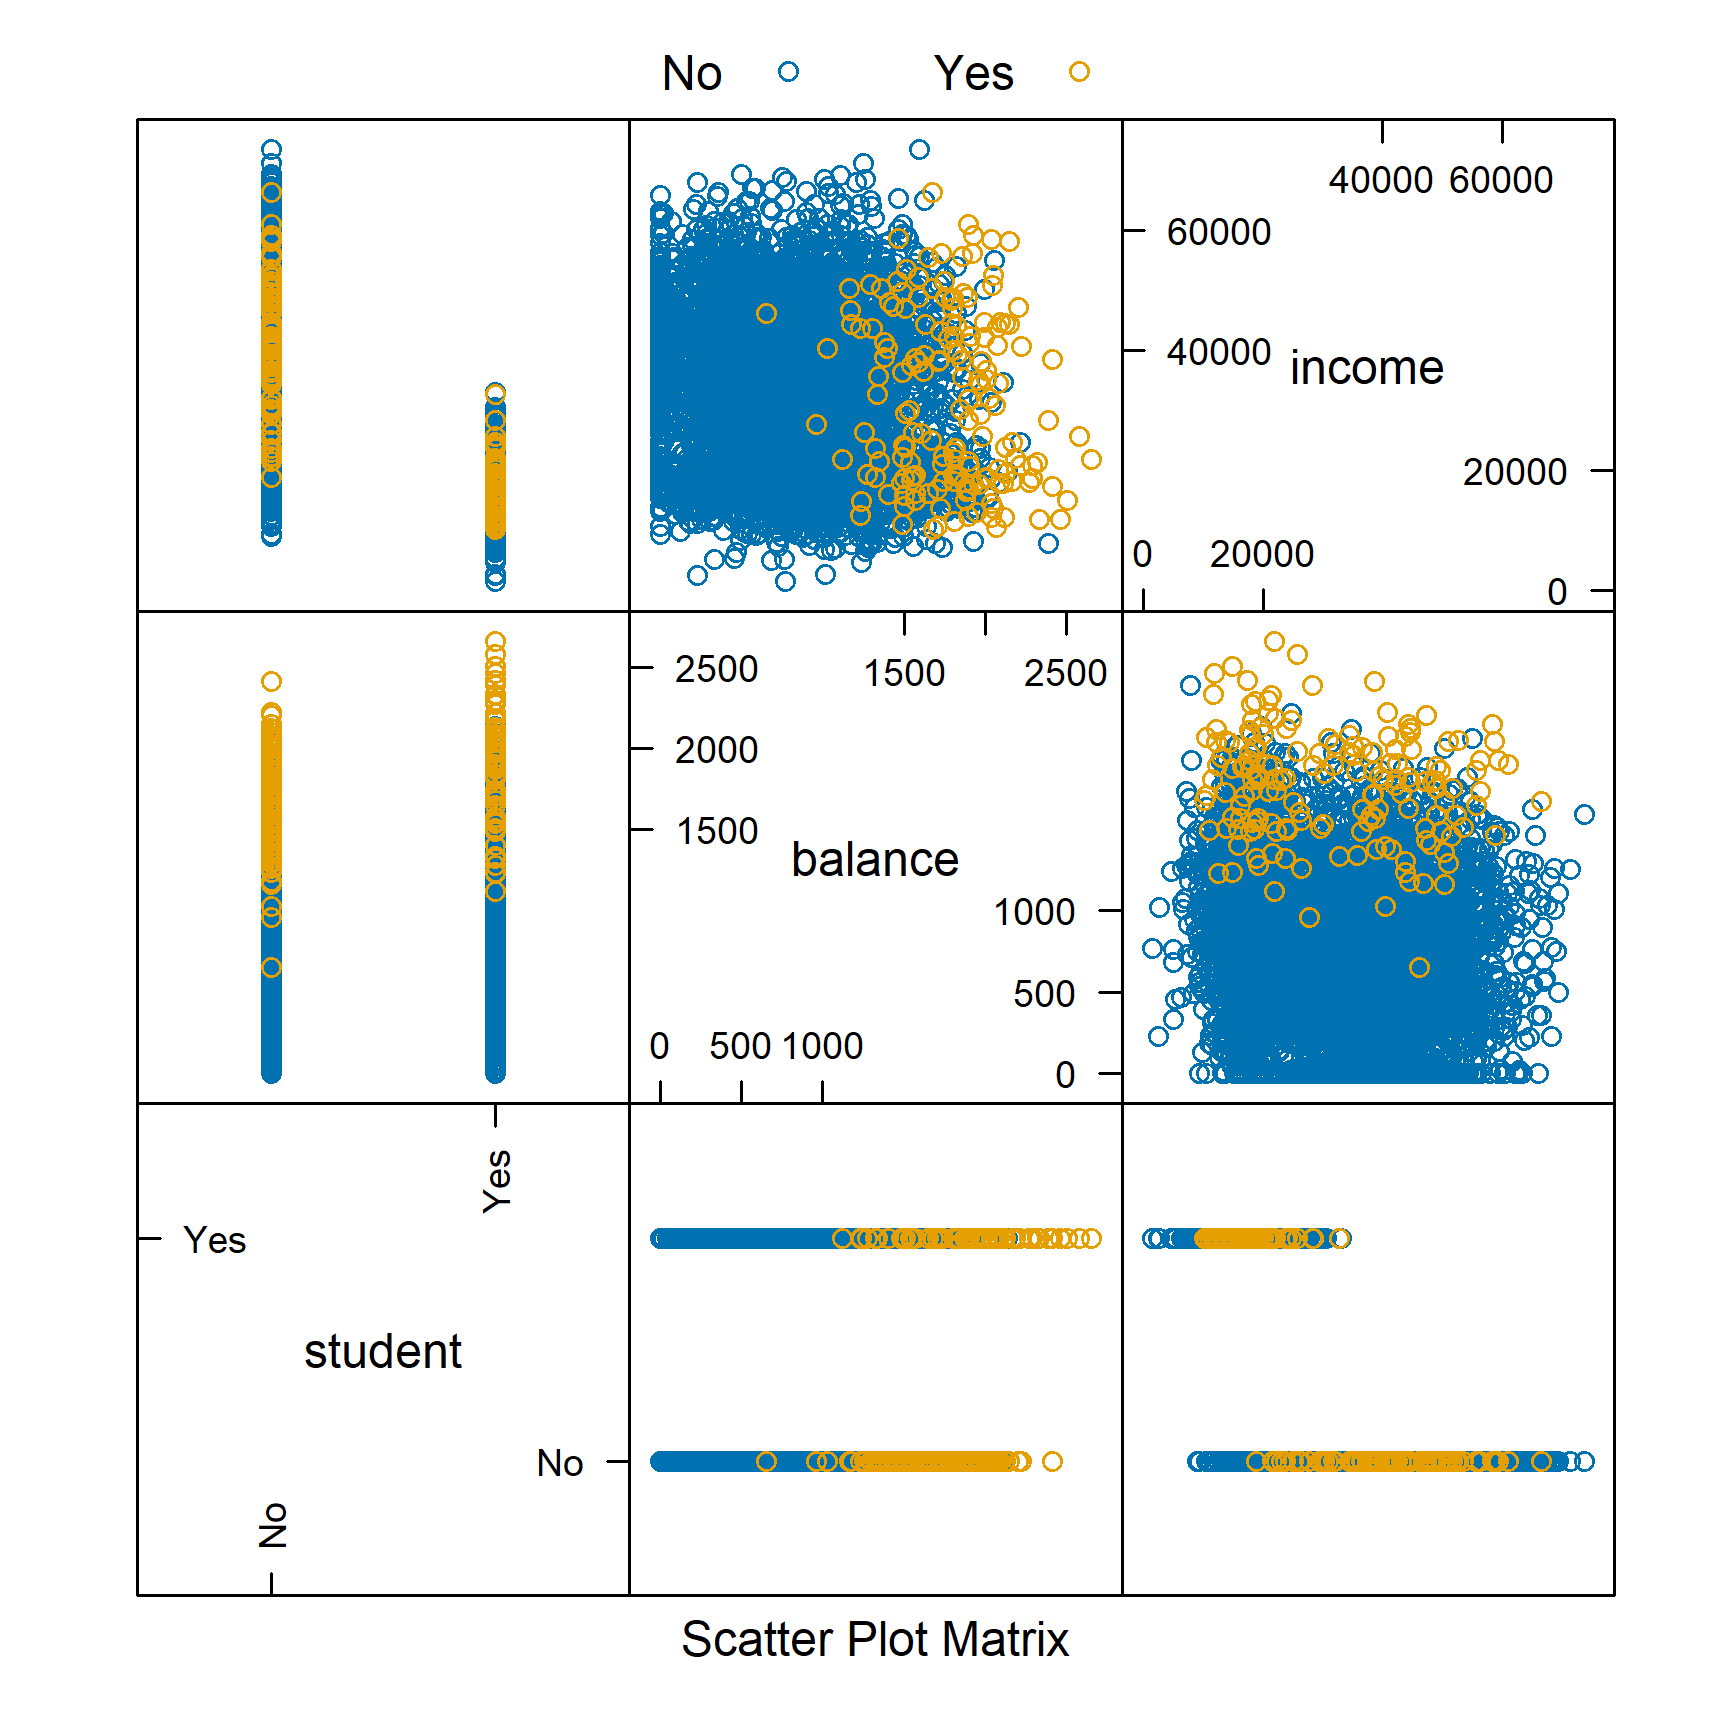 No Yes
40000 60000
60000
40000
income
20000
0 20000
0
2500
1500 2500
2000
1500
balance
1000
500
0 500 1000
0
Yes
Yes
student
No
No
Scatter Plot Matrix